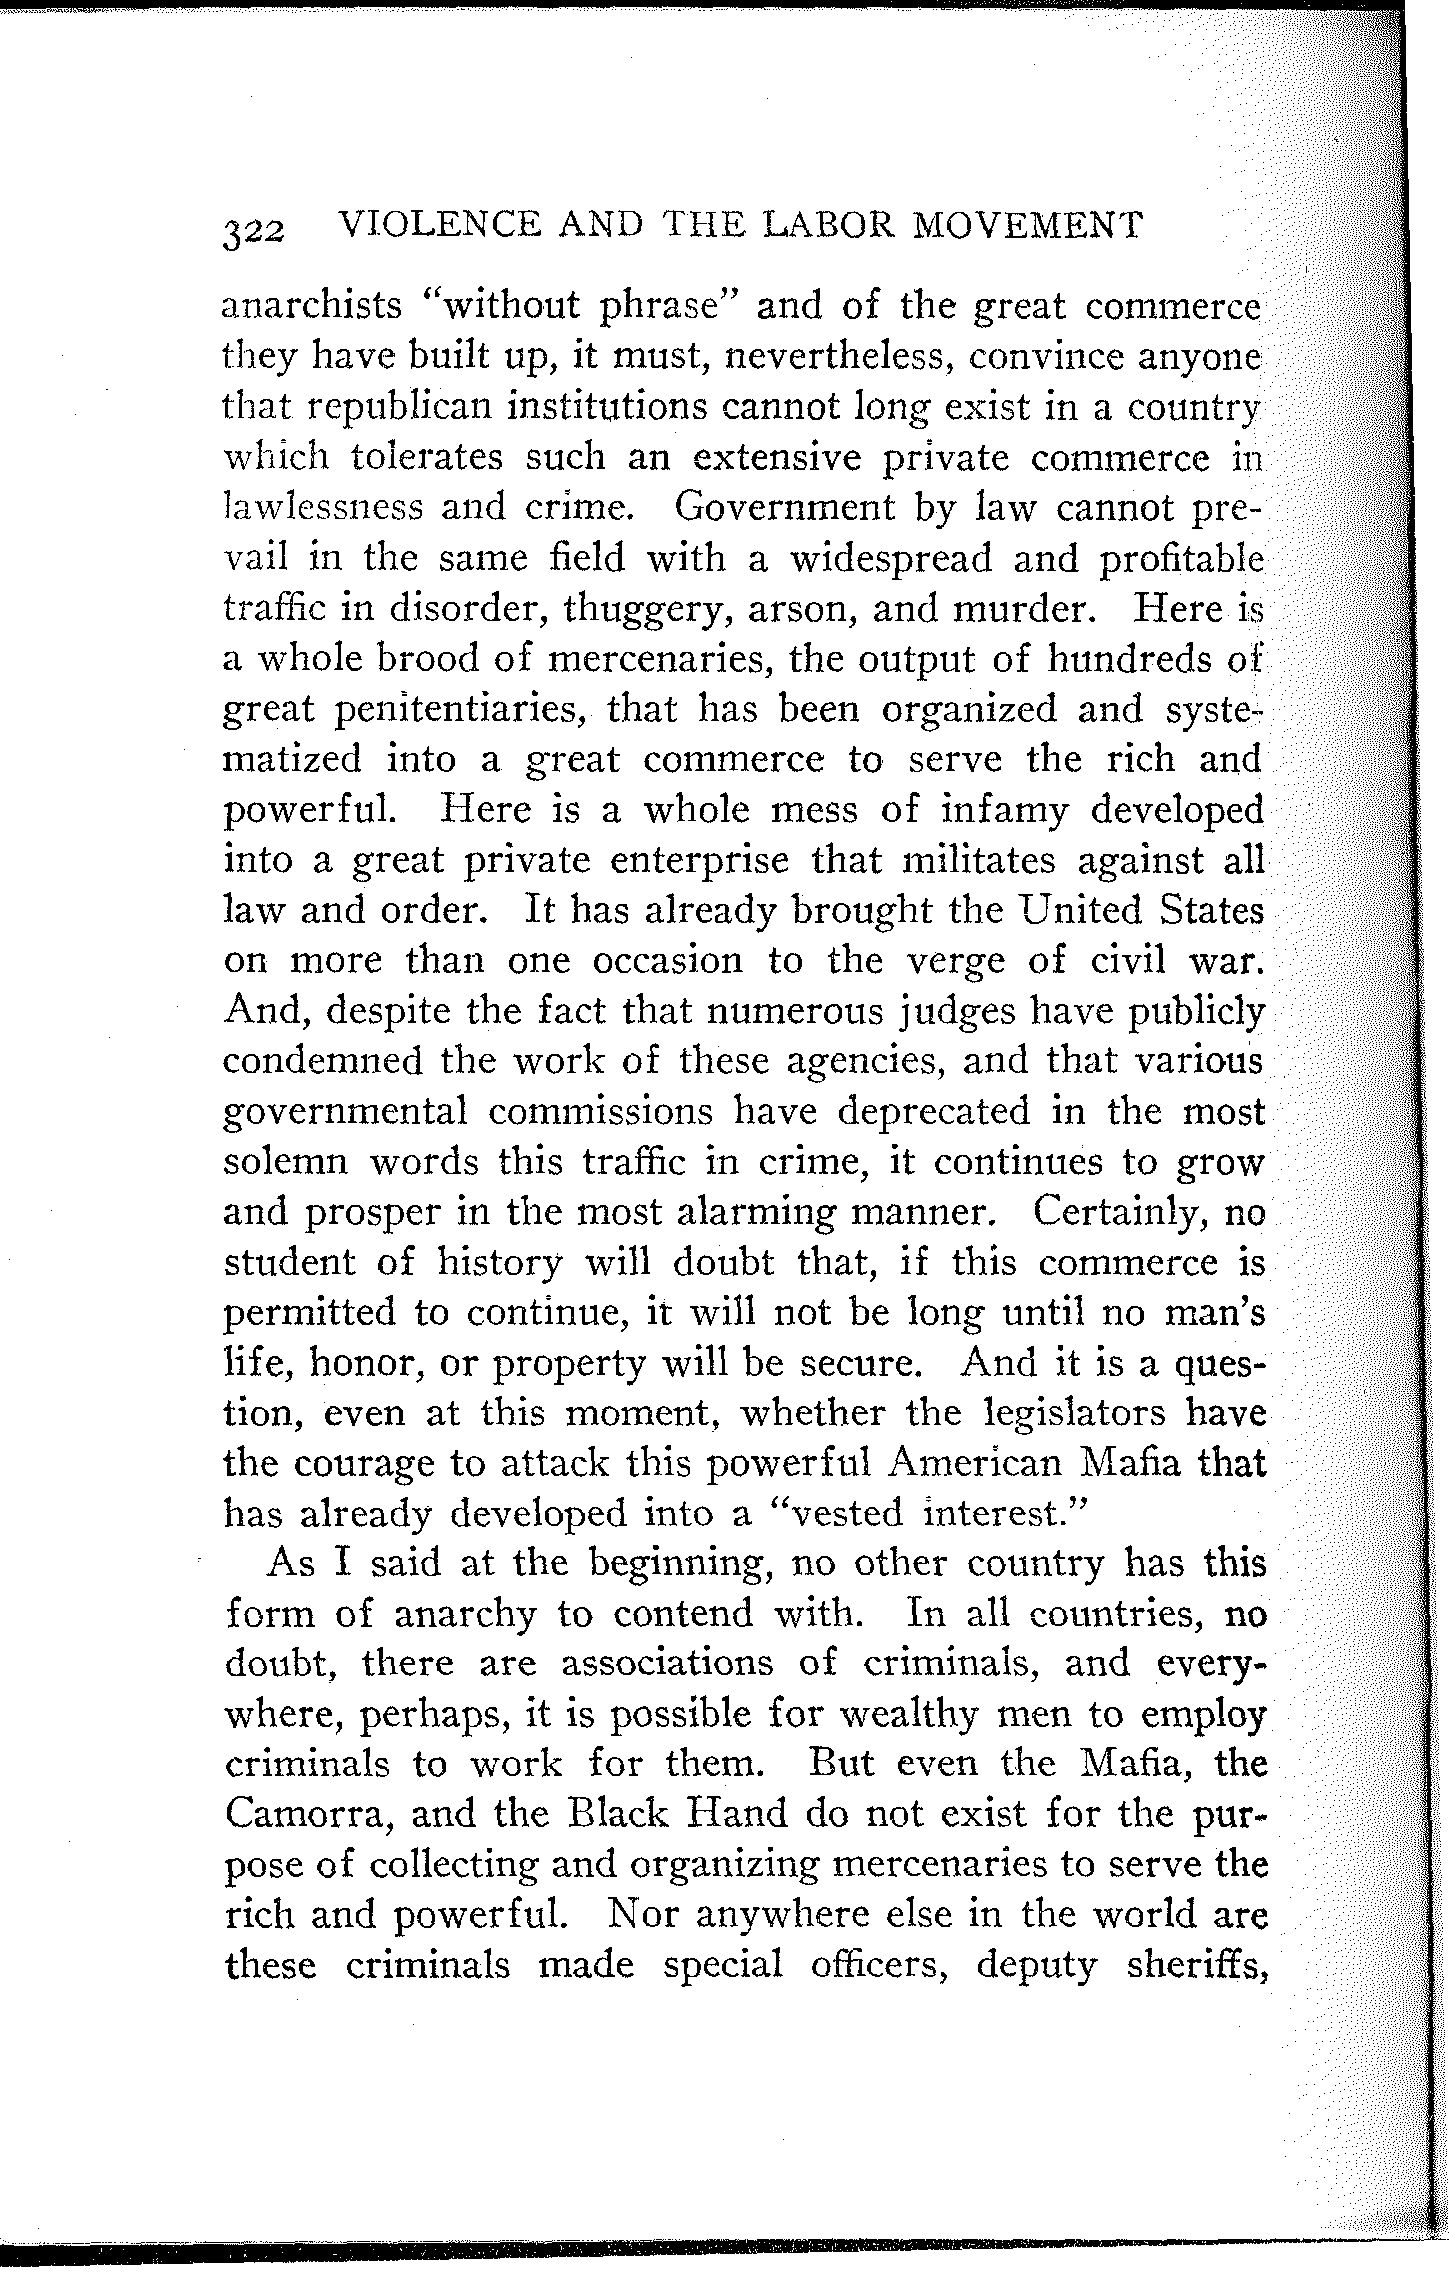 322 VIOLENCE AND THE LABOR MOVEMENT
anarchists “without phrase” and of the great commerce
they have built up, it must, nevertheless, convince anyone
that republican institutions cannot long exist in a country
which tolerates such an extensive private commerce in
lawlessness and crime. Government by law cannot pre-
vail in the same field with a widespread and profitable
traffic in disorder, thuggery, arson, and murder. Here is
a whole brood of mercenaries, the output of hundreds of
great penitentiaries, that has been organized and syste-
matized into a great commerce to serve the rich and
powerful. Here is a whole mess of infamy developed
into a great private enterprise that militates against all
law and order. It has already brought the United States
on more than one occasion to the verge of civil war.
And, despite the fact that numerous judges have publicly
condemned the work of these agencies, and that various
governmental commissions have deprecated in the most
solemn words this traffic in crime, it continues to grow
and prosper in the most alarming manner. Certainly, no
student of history will doubt that, if this commerce is
permitted to continue, it will not be long until no man’s
life, honor, or property will be secure. And it is a ques-
tion, even at this moment, whether the legislators have
the courage to attack this powerful American Mafia that
has already developed into a “vested interest.”
As I said at the beginning, no other country has this
form of anarchy to contend with. In all countries, no
doubt, there are associations of criminals, and every-
where, perhaps, it is possible for wealthy men to employ
criminals to work for them. But even the Mafia, the
Camorra, and the Black Hand do not exist for the pur-
pose of collecting and organizing mercenaries to serve the
rich and powerful. Nor anywhere else in the world are
these criminals made special officers, deputy sheriffs,